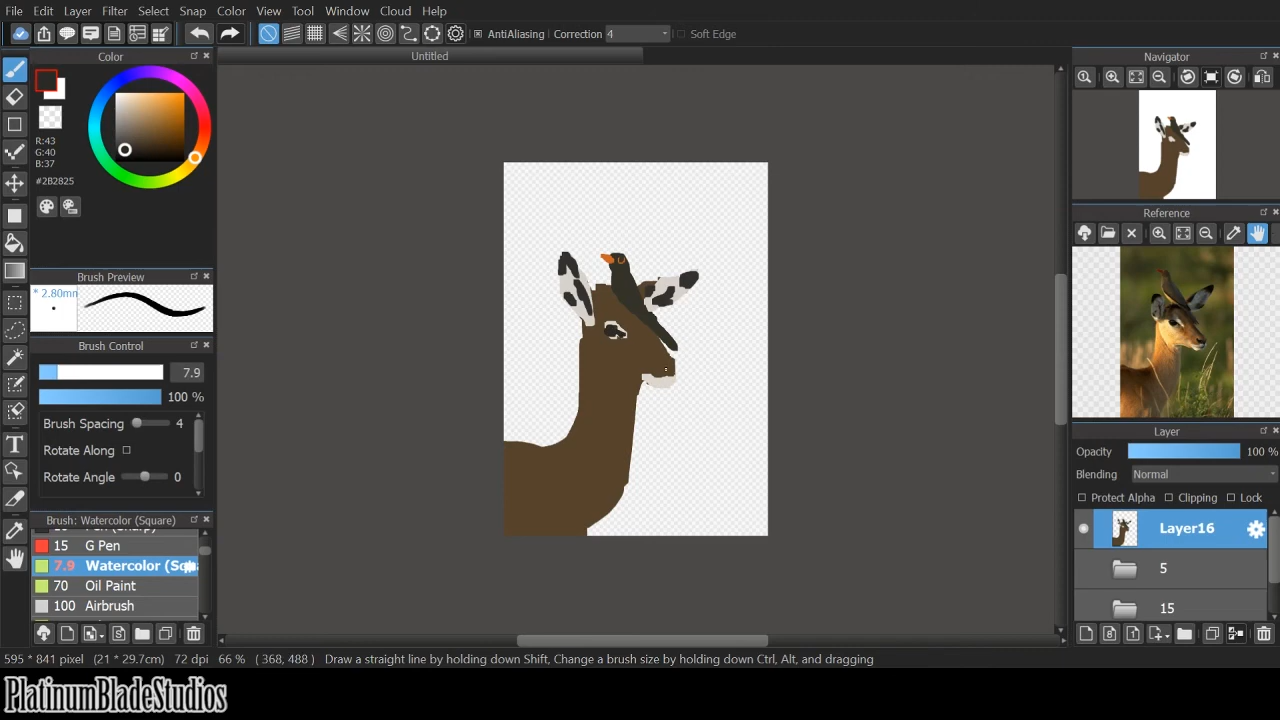 File Edit Layer Filter Select Snap Color View Tool Window Cloud Help
AntiAliasing Correction 4 Soft Edge
Color
Untitled
Navigator
R:43
G:40
B:37
#2B2825
Reference
Brush Preview
* 2.80mm
Brush Control
7.9
100 %
Brush Spacing 4
Rotate Along
Rotate Angle 0
Brush: Watercolor (Square)
15 G Pen
7.9 Watercolor (Squa
70 Oil Paint
100 Airbrush
Layer
Opacity 100 %
Blending Normal
Protect Alpha Clipping Lock
Layer16
5
15
595 * 841 pixel (21 * 29.7cm) 72 dpi 66 % ( 368, 488 ) Draw a straight line by holding down Shift, Change a brush size by holding down Ctrl, Alt, and dragging
PlatinumBladeStudios